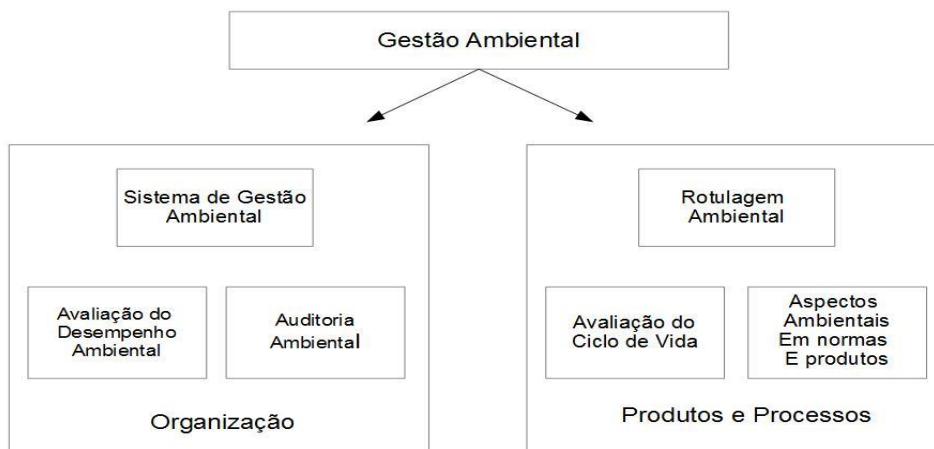 Gestão Ambiental
Sistema de Gestão
Ambiental
Avaliação do
Desempenho
Ambiental
Auditoria
Ambiental
Organização
Rotulagem
Ambiental
Avaliação do
Ciclo de Vida
Aspectos
Ambientais
Em normas
E produtos
Produtos e Processos